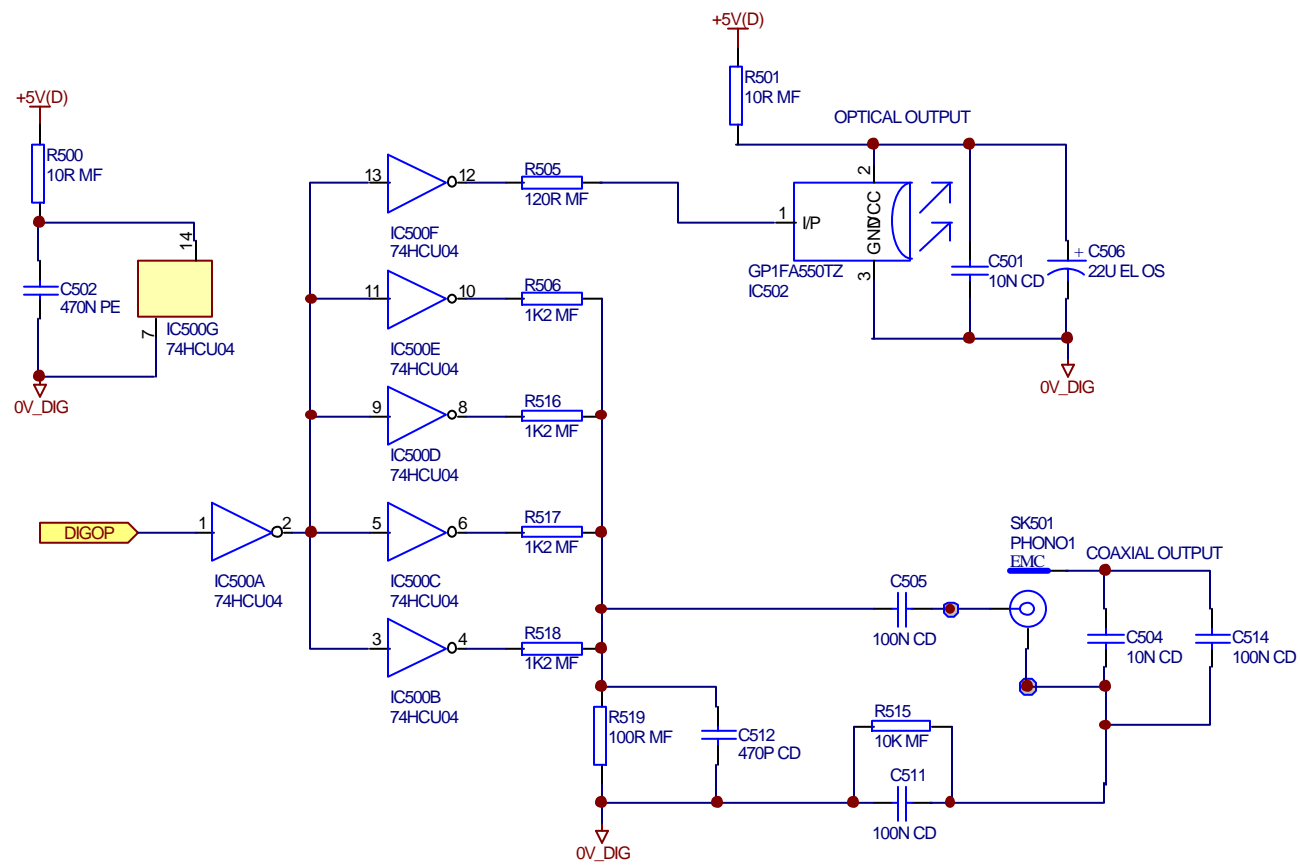 +5V(D)
R501
10R MF
OPTICAL OUTPUT
+5V(D)
R500
10R MF
14
C502
470N PE
7
IC500G
74HCU04
0V_DIG
13
12
IC500F
74HCU04
R505
120R MF
1
I/P
2
VCC
GND
3
GP1FA550TZ
IC502
C501
10N CD
+
C506
22U EL OS
0V_DIG
11
10
IC500E
74HCU04
R506
1K2 MF
9
8
IC500D
74HCU04
R516
1K2 MF
DIGOP
1
2
IC500A
74HCU04
5
6
IC500C
74HCU04
R517
1K2 MF
3
4
IC500B
74HCU04
R518
1K2 MF
SK501
PHONO1
EMC
COAXIAL OUTPUT
C505
100N CD
C504
10N CD
C514
100N CD
R519
100R MF
C512
470P CD
R515
10K MF
C511
100N CD
0V_DIG